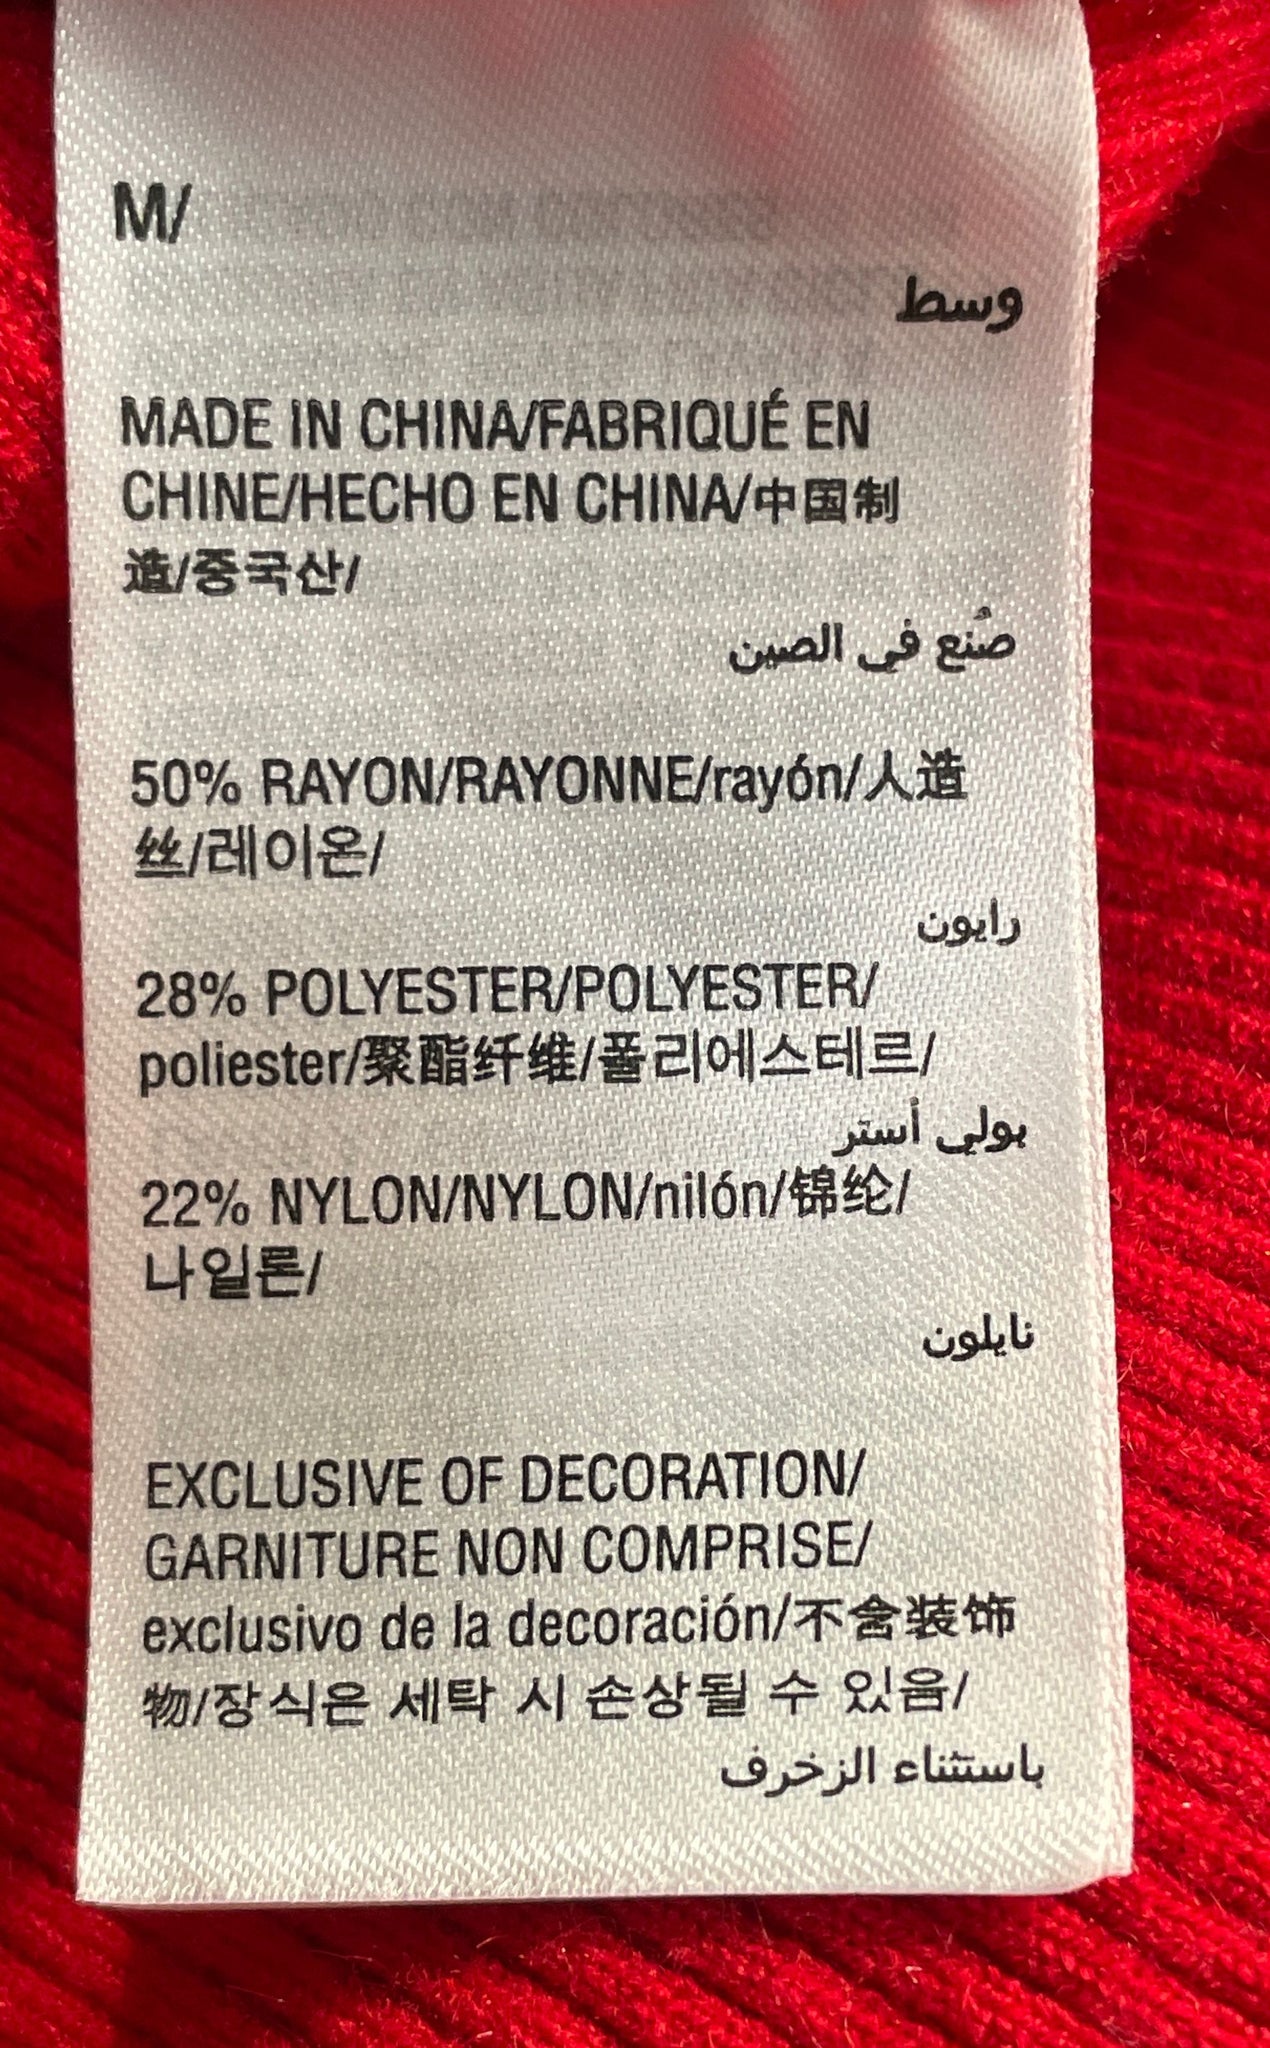 M/
وسط
MADE IN CHINA/FABRIQUÉ EN
CHINE/HECHO EN CHINA/中国制
造/중국산/
صُنع في الصين
50% RAYON/RAYONNE/rayón/人造
丝/레이온/
رايون
28% POLYESTER/POLYESTER/
poliester/聚酯纤维/폴리에스테르/
بولي أستر
22% NYLON/NYLON/nilón/锦纶/
나일론/
نايلون
EXCLUSIVE OF DECORATION/
GARNITURE NON COMPRISE/
exclusivo de la decoración/不含装饰
物/장식은 세탁 시 손상될 수 있음/
باستثناء الزخرف